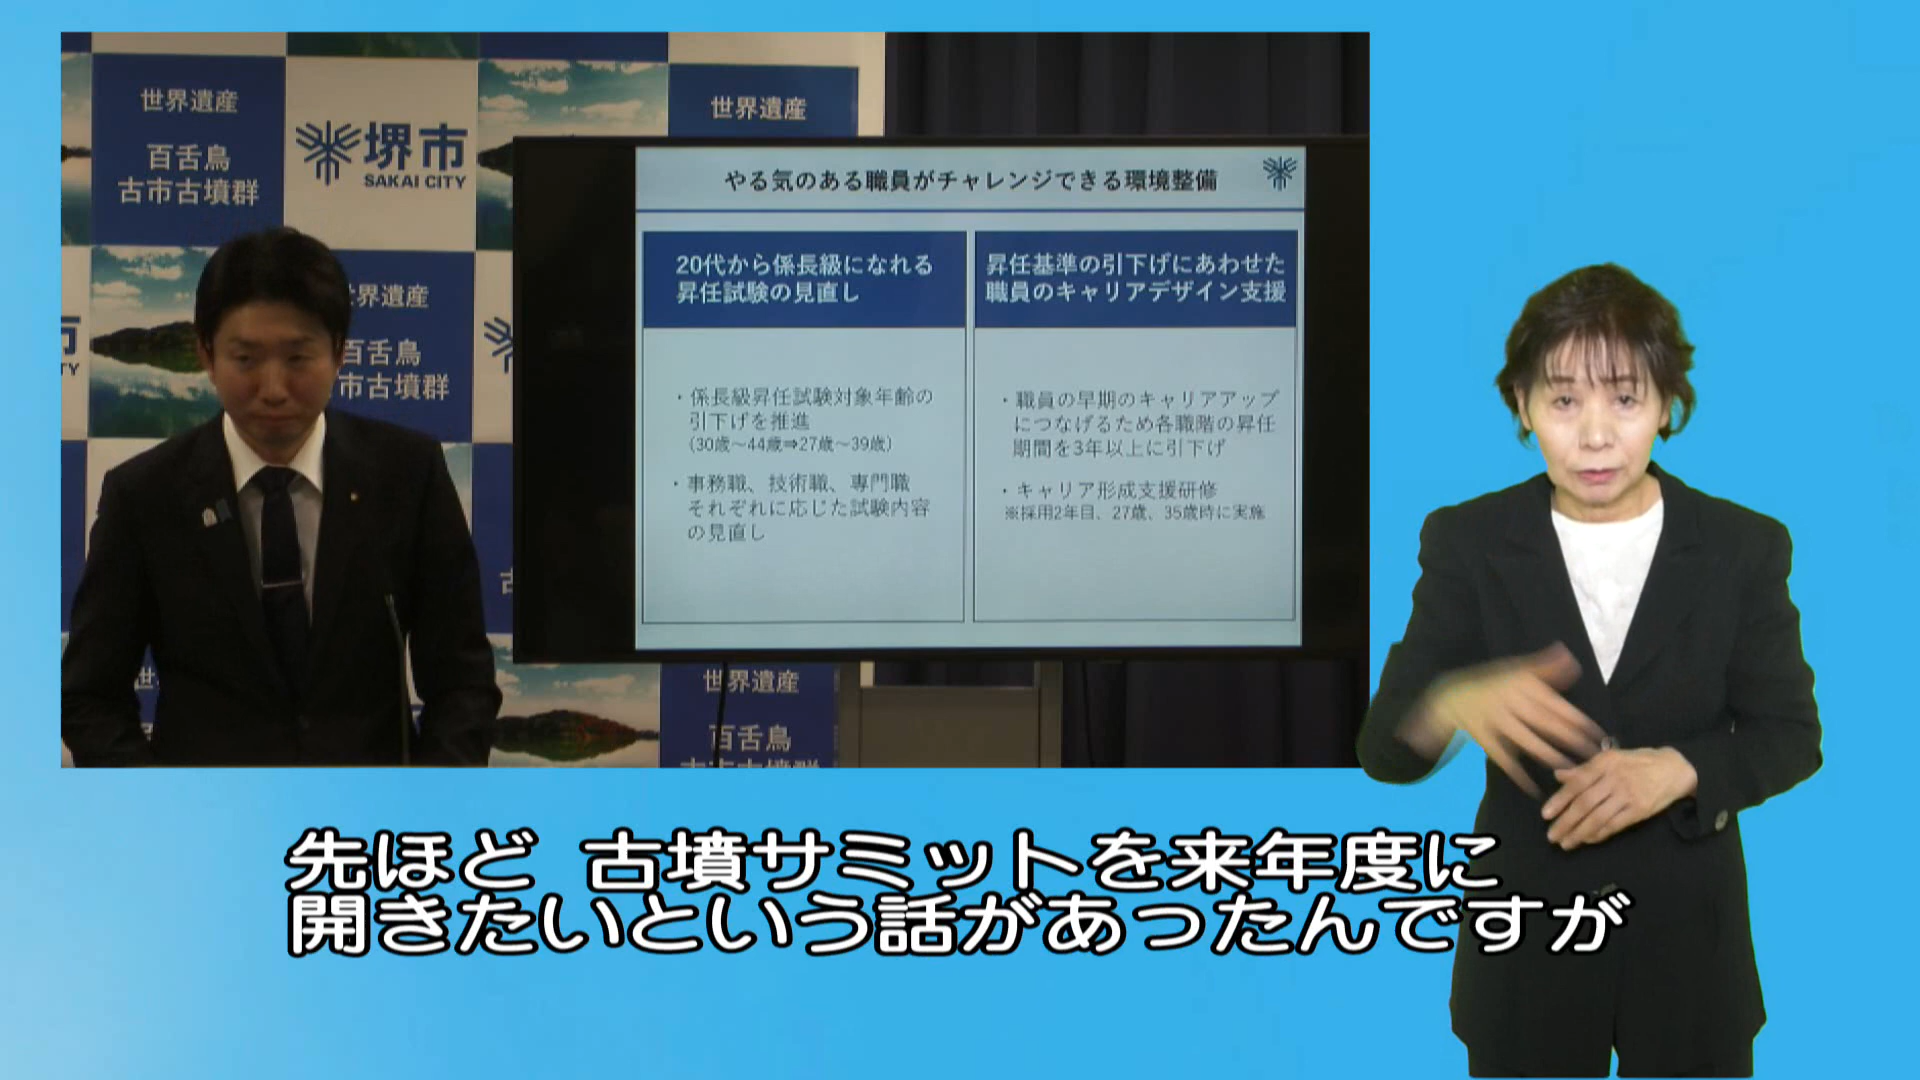 世界遺産
百舌鳥
古市古墳群
堺市
SAKAI CITY
世界遺産
世界遺産
百舌鳥
市古墳群
市
TY
やる気のある職員がチャレンジできる環境整備
20代から係長級になれる
昇任試験の見直し
・係長級昇任試験対象年齢の
引下げを推進
(30歳～44歳⇒27歳～39歳)
・事務職、技術職、専門職
それぞれに応じた試験内容
の見直し
昇任基準の引下げにあわせた
職員のキャリアデザイン支援
・職員の早期のキャリアアップ
につなげるため各職階の昇任
期間を3年以上に引下げ
・キャリア形成支援研修
※採用2年目、27歳、35歳時に実施
古
世
世界遺産
百舌鳥
先ほど 古墳サミットを来年度に
開きたいという話があったんですが